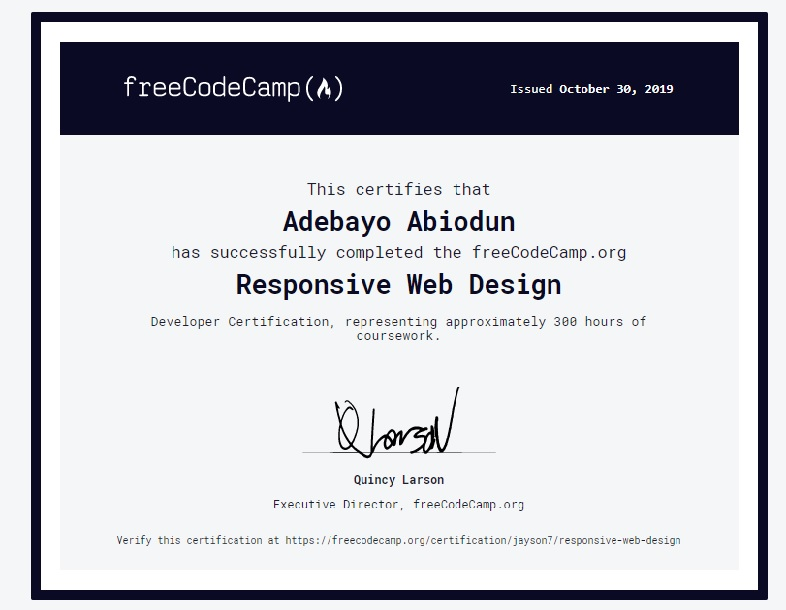 freeCodeCamp(🔥)
Issued October 30, 2019
This certifies that
Adebayo Abiodun
has successfully completed the freeCodeCamp.org
Responsive Web Design
Developer Certification, representing approximately 300 hours of
coursework.
Q Larson
Quincy Larson
Executive Director, freeCodeCamp.org
Verify this certification at https://freecodecamp.org/certification/jayson7/responsive-web-design